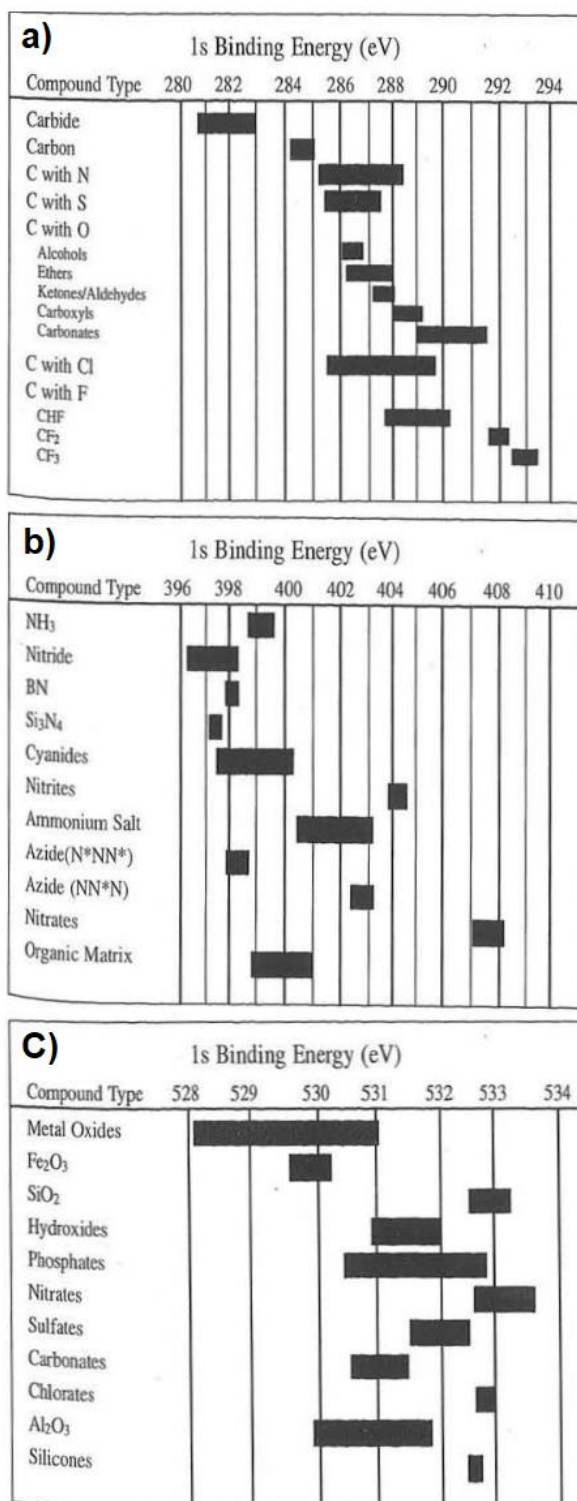 a)
1s Binding Energy (eV)
Compound Type 280 282 284 286 288 290 292 294
Carbide
Carbon
C with N
C with S
C with O
Alcohols
Ethers
Ketones/Aldehydes
Carboxyls
Carbonates
C with Cl
C with F
CHF
CF₂
CF₃
b)
1s Binding Energy (eV)
Compound Type 396 398 400 402 404 406 408 410
NH₃
Nitride
BN
Si₃N₄
Cyanides
Nitrites
Ammonium Salt
Azide(N*NN*)
Azide (NN*N)
Nitrates
Organic Matrix
C)
1s Binding Energy (eV)
Compound Type 528 529 530 531 532 533 534
Metal Oxides
Fe₂O₃
SiO₂
Hydroxides
Phosphates
Nitrates
Sulfates
Carbonates
Chlorates
Al₂O₃
Silicones